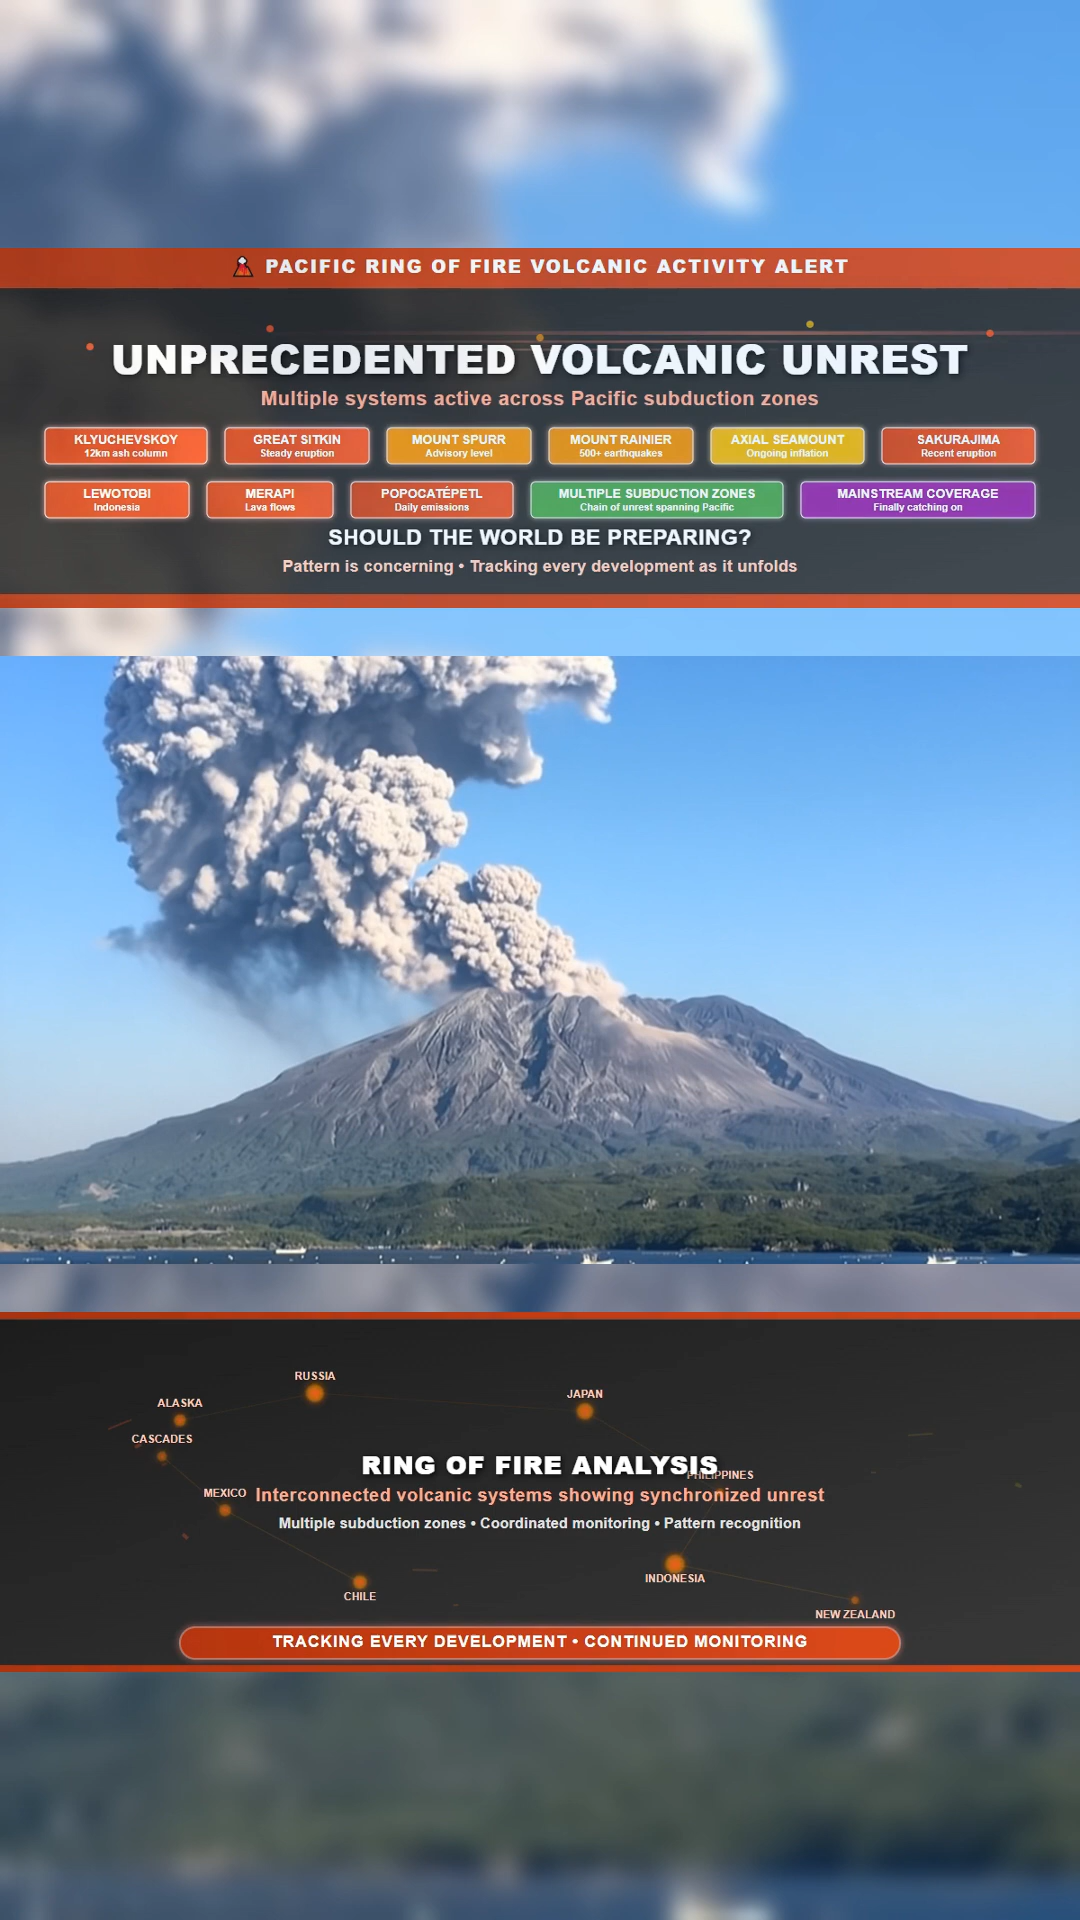 PACIFIC RING OF FIRE VOLCANIC ACTIVITY ALERT
UNPRECEDENTED VOLCANIC UNREST
Multiple systems active across Pacific subduction zones
KLYUCHEVSKOY
12km ash column
GREAT SITKIN
Steady eruption
MOUNT SPURR
Advisory level
MOUNT RAINIER
500+ earthquakes
AXIAL SEAMOUNT
Ongoing inflation
SAKURAJIMA
Recent eruption
LEWOTOBI
Indonesia
MERAPI
Lava flows
POPOCATÉPETL
Daily emissions
MULTIPLE SUBDUCTION ZONES
Chain of unrest spanning Pacific
MAINSTREAM COVERAGE
Finally catching on
SHOULD THE WORLD BE PREPARING?
Pattern is concerning • Tracking every development as it unfolds
RUSSIA
JAPAN
ALASKA
CASCADES
RING OF FIRE ANALYSIS
PHILIPPINES
MEXICO
Interconnected volcanic systems showing synchronized unrest
Multiple subduction zones • Coordinated monitoring • Pattern recognition
INDONESIA
CHILE
NEW ZEALAND
TRACKING EVERY DEVELOPMENT • CONTINUED MONITORING